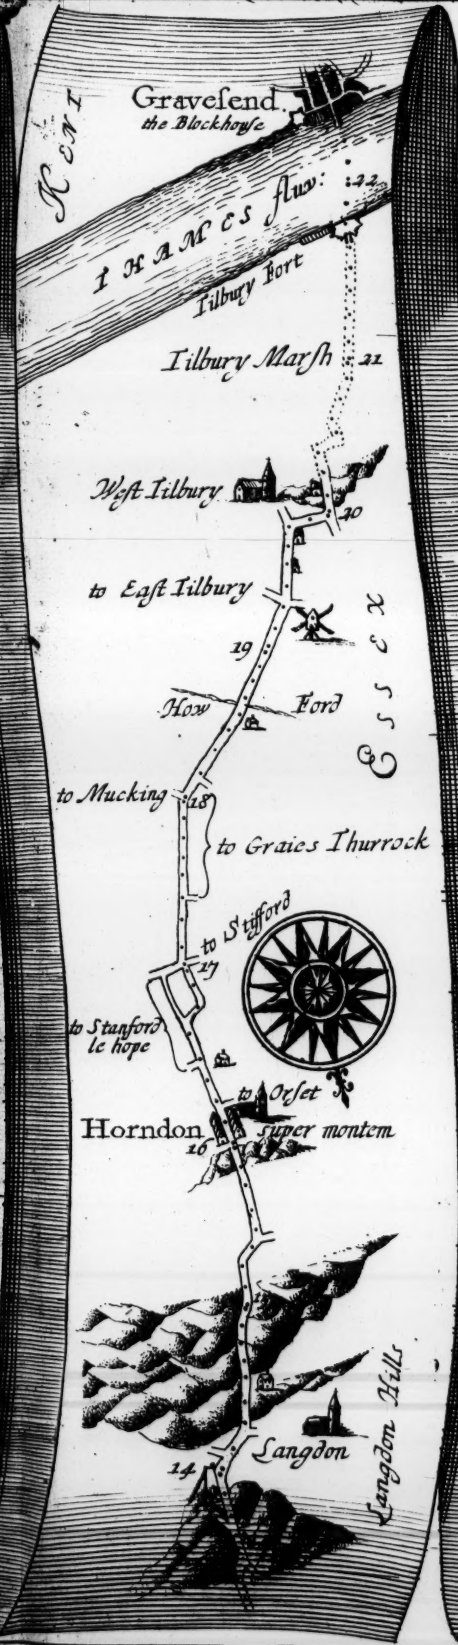 Gravesend.
the Blockhouse
KENT
22
THAMES fluv:
Tilbury Fort
Tilbury Marsh 21
West Tilbury
20
to East Tilbury
19
ESSEX
How Ford
to Mucking 18
to Graies Thurrock
to Stifford
17
to Stanford
le hope
to Orset
Horndon super montem
16
Langdon Hills
Langdon
14